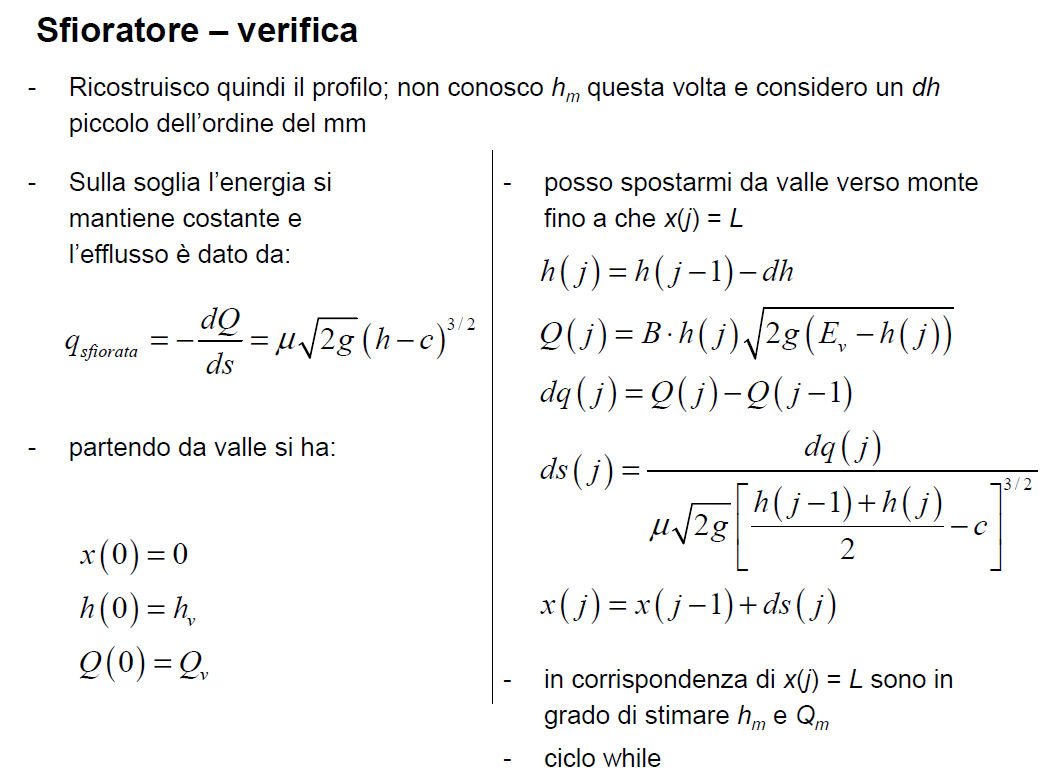 Sfioratore – verifica
- Ricostruisco quindi il profilo; non conosco hₘ questa volta e considero un dh
piccolo dell'ordine del mm
- Sulla soglia l'energia si
mantiene costante e
l'efflusso è dato da:
q_sfiorata = −dQ/ds = μ√(2g)(h−c)^(3/2)
- partendo da valle si ha:
x(0) = 0
h(0) = hᵥ
Q(0) = Qᵥ
- posso spostarmi da valle verso monte
fino a che x(j) = L
h(j) = h(j−1) − dh
Q(j) = B·h(j)√(2g(Eᵥ − h(j)))
dq(j) = Q(j) − Q(j−1)
ds(j) = dq(j) / (μ√(2g)[(h(j−1)+h(j))/2 − c]^(3/2))
x(j) = x(j−1) + ds(j)
- in corrispondenza di x(j) = L sono in
grado di stimare hₘ e Qₘ
- ciclo while